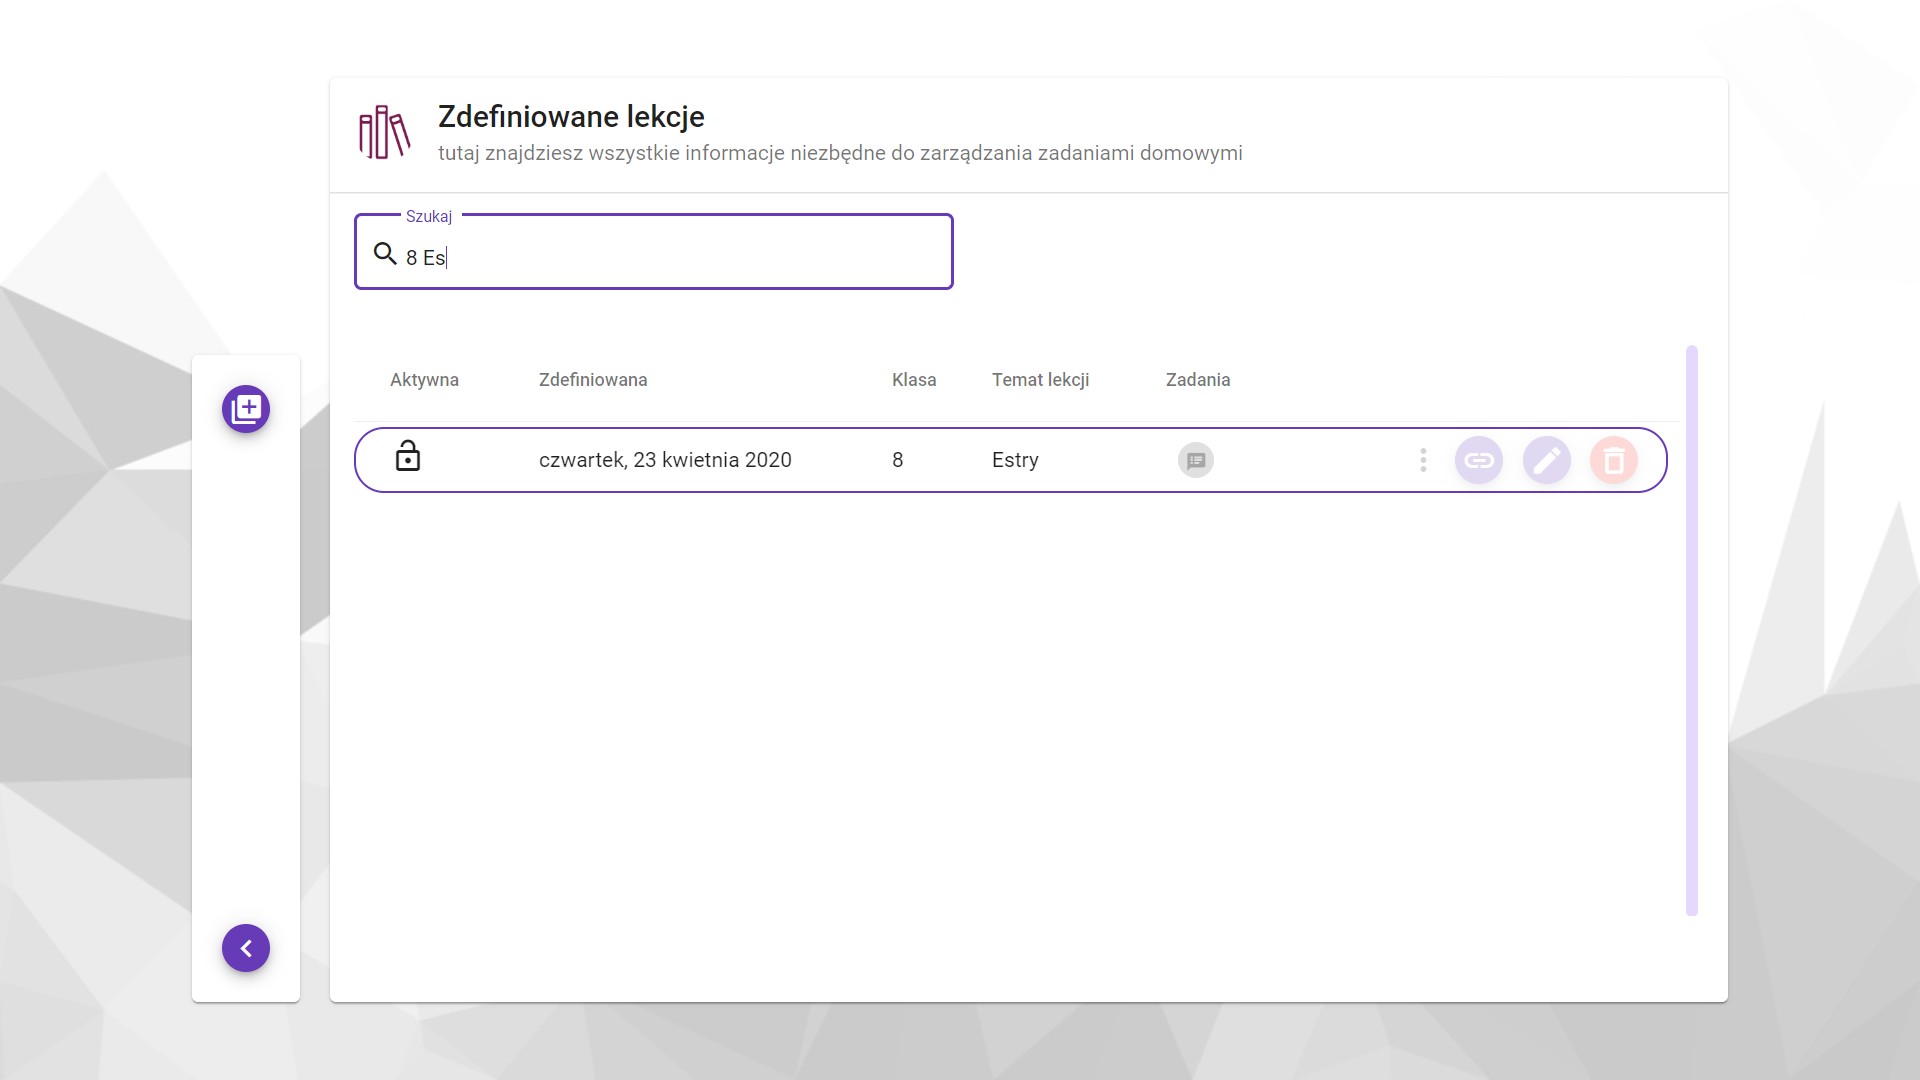 Zdefiniowane lekcje
tutaj znajdziesz wszystkie informacje niezbędne do zarządzania zadaniami domowymi
Szukaj
8 Es
Aktywna Zdefiniowana Klasa Temat lekcji Zadania
czwartek, 23 kwietnia 2020 8 Estry